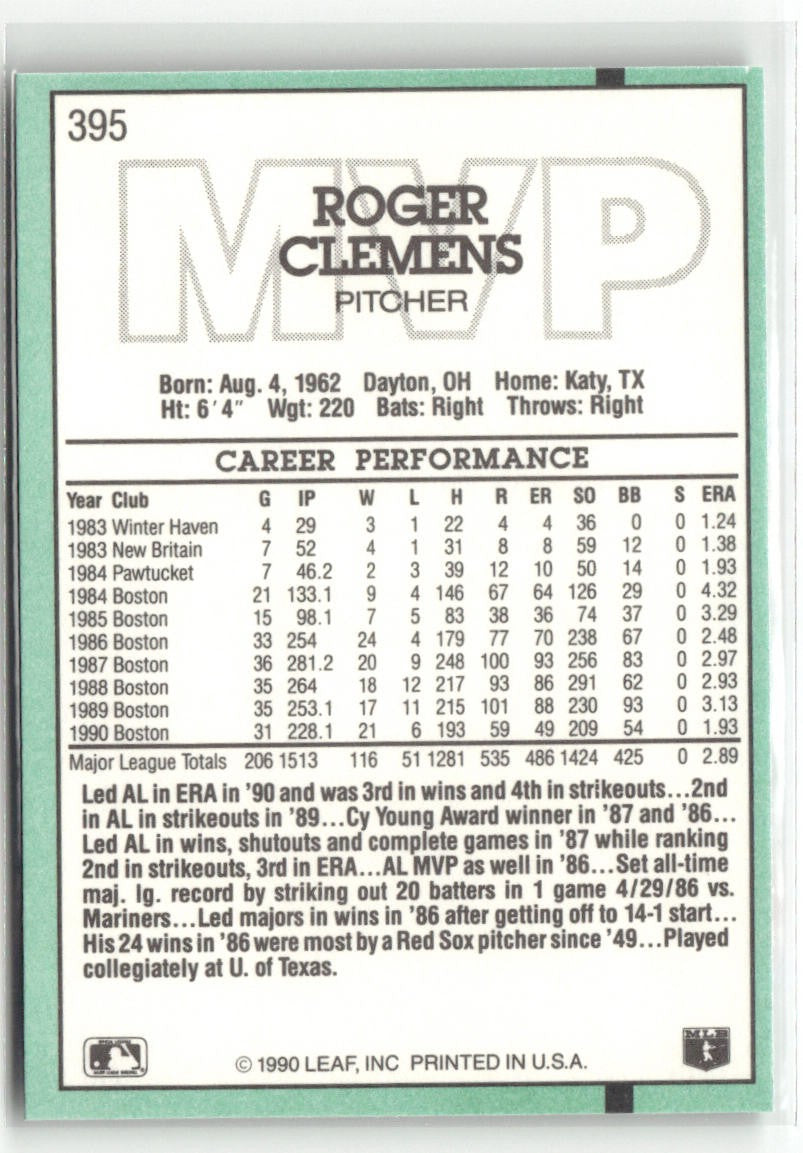 395
MVP
ROGER
CLEMENS
PITCHER
Born: Aug. 4, 1962 Dayton, OH Home: Katy, TX
Ht: 6'4" Wgt: 220 Bats: Right Throws: Right
CAREER PERFORMANCE
Year Club G IP W L H R ER SO BB S ERA
1983 Winter Haven 4 29 3 1 22 4 4 36 0 0 1.24
1983 New Britain 7 52 4 1 31 8 8 59 12 0 1.38
1984 Pawtucket 7 46.2 2 3 39 12 10 50 14 0 1.93
1984 Boston 21 133.1 9 4 146 67 64 126 29 0 4.32
1985 Boston 15 98.1 7 5 83 38 36 74 37 0 3.29
1986 Boston 33 254 24 4 179 77 70 238 67 0 2.48
1987 Boston 36 281.2 20 9 248 100 93 256 83 0 2.97
1988 Boston 35 264 18 12 217 93 86 291 62 0 2.93
1989 Boston 35 253.1 17 11 215 101 88 230 93 0 3.13
1990 Boston 31 228.1 21 6 193 59 49 209 54 0 1.93
Major League Totals 206 1513 116 51 1281 535 486 1424 425 0 2.89
Led AL in ERA in '90 and was 3rd in wins and 4th in strikeouts...2nd
in AL in strikeouts in '89...Cy Young Award winner in '87 and '86...
Led AL in wins, shutouts and complete games in '87 while ranking
2nd in strikeouts, 3rd in ERA...AL MVP as well in '86...Set all-time
maj. lg. record by striking out 20 batters in 1 game 4/29/86 vs.
Mariners...Led majors in wins in '86 after getting off to 14-1 start...
His 24 wins in '86 were most by a Red Sox pitcher since '49...Played
collegiately at U. of Texas.
MLB
© 1990 LEAF, INC PRINTED IN U.S.A.